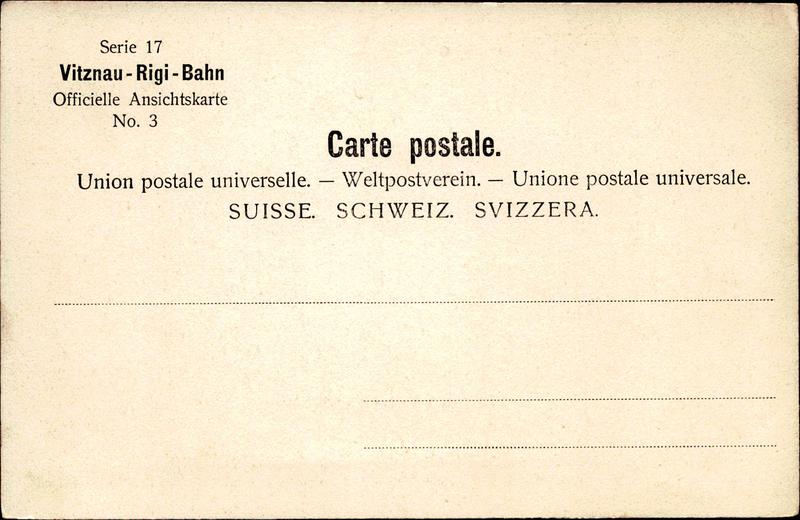 Serie 17
Vitznau-Rigi-Bahn
Officielle Ansichtskarte
No. 3
Carte postale.
Union postale universelle. — Weltpostverein. — Unione postale universale.
SUISSE. SCHWEIZ. SVIZZERA.